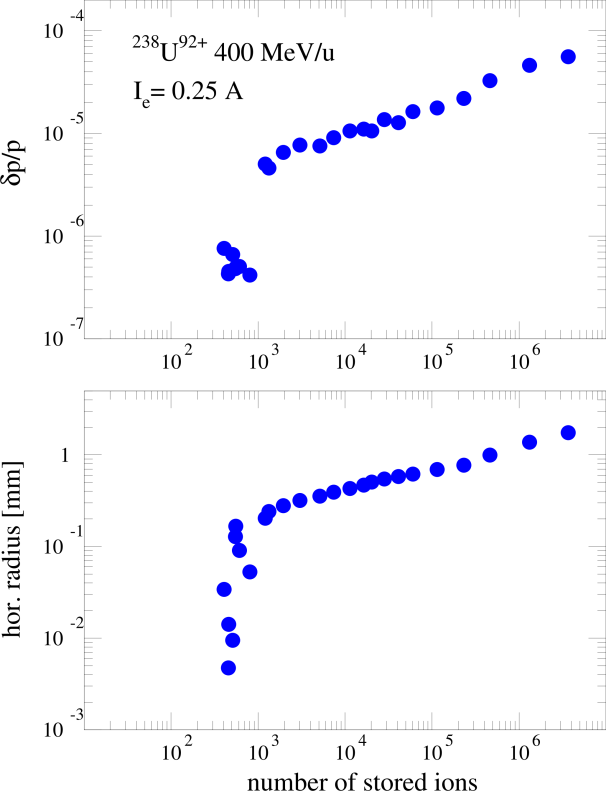 10⁻⁴
²³⁸U⁹²⁺ 400 MeV/u
Iₑ= 0.25 A
10⁻⁵
δp/p
10⁻⁶
10⁻⁷
10² 10³ 10⁴ 10⁵ 10⁶
1
hor. radius [mm]
10⁻¹
10⁻²
10⁻³
10² 10³ 10⁴ 10⁵ 10⁶
number of stored ions